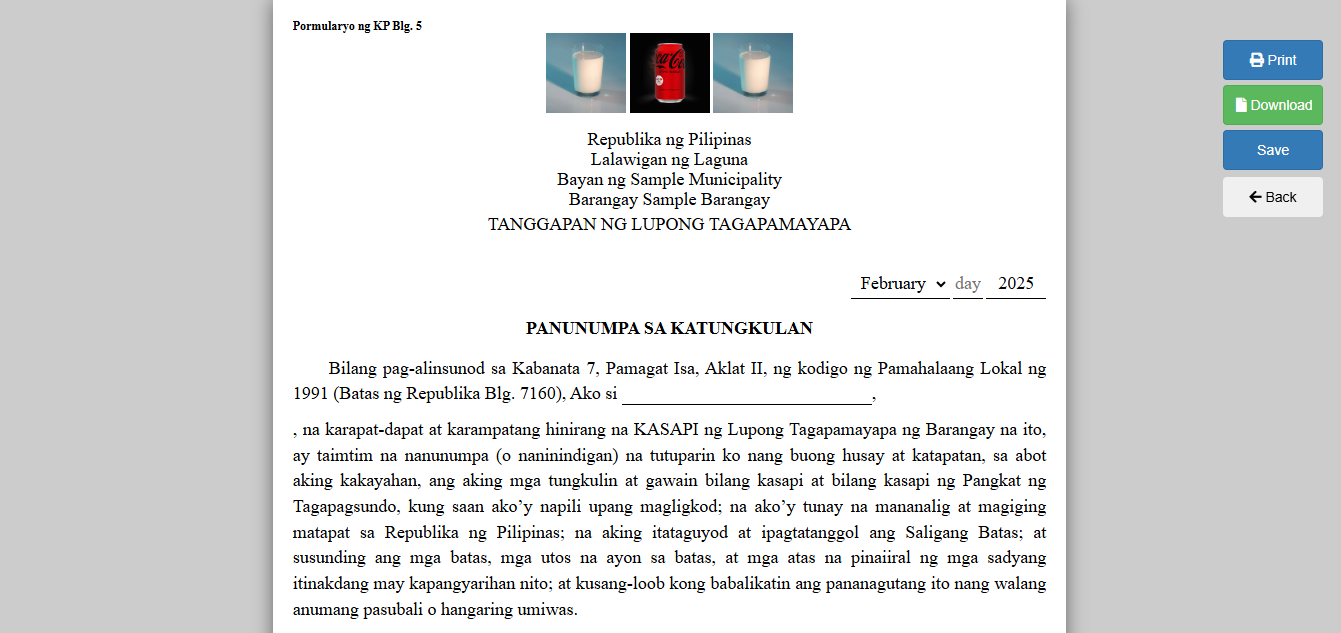 Pormularyo ng KP Blg. 5
Republika ng Pilipinas
Lalawigan ng Laguna
Bayan ng Sample Municipality
Barangay Sample Barangay
TANGGAPAN NG LUPONG TAGAPAMAYAPA
February day 2025
PANUNUMPA SA KATUNGKULAN
Bilang pag-alinsunod sa Kabanata 7, Pamagat Isa, Aklat II, ng kodigo ng Pamahalaang Lokal ng
1991 (Batas ng Republika Blg. 7160), Ako si ,
, na karapat-dapat at karampatang hinirang na KASAPI ng Lupong Tagapamayapa ng Barangay na ito,
ay taimtim na nanunumpa (o naninindigan) na tutuparin ko nang buong husay at katapatan, sa abot
aking kakayahan, ang aking mga tungkulin at gawain bilang kasapi at bilang kasapi ng Pangkat ng
Tagapagsundo, kung saan ako’y napili upang magligkod; na ako’y tunay na mananalig at magiging
matapat sa Republika ng Pilipinas; na aking itataguyod at ipagtatanggol ang Saligang Batas; at
susunding ang mga batas, mga utos na ayon sa batas, at mga atas na pinaiiral ng mga sadyang
itinakdang may kapangyarihan nito; at kusang-loob kong babalikatin ang pananagutang ito nang walang
anumang pasubali o hangaring umiwas.
Print
Download
Save
Back